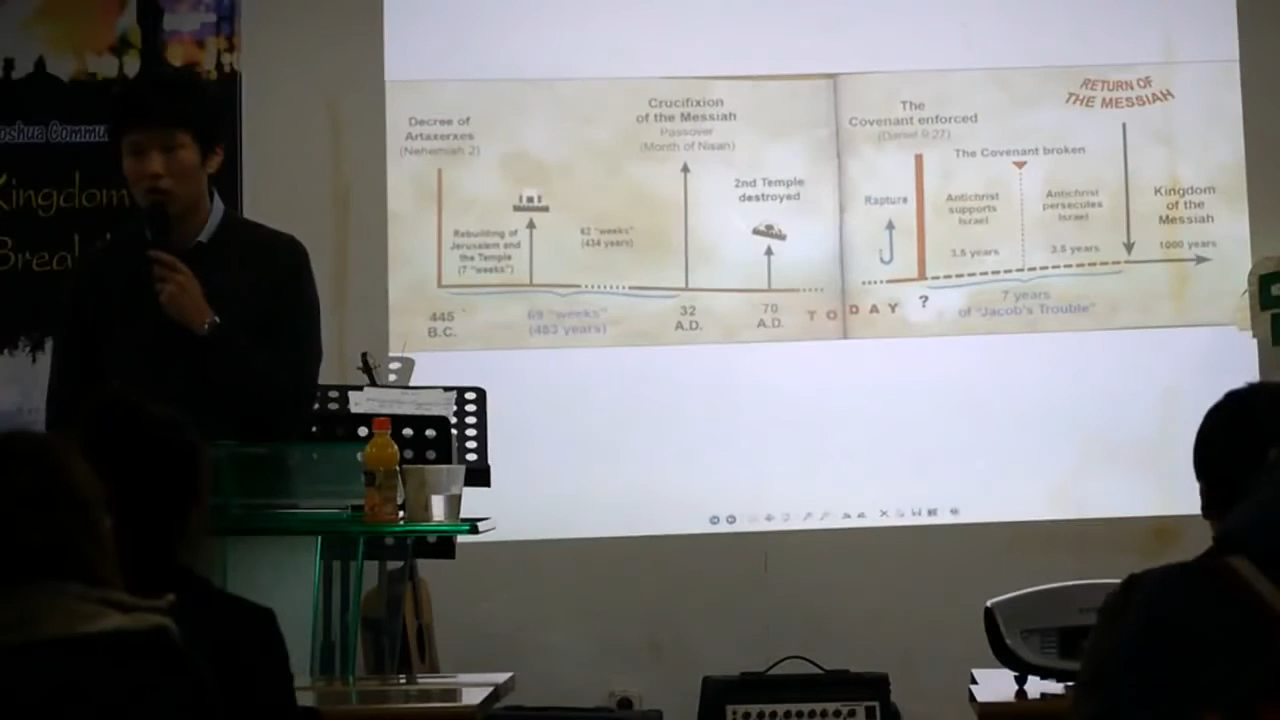 oshua Commu
Kingdom
Break
Decree of
Artaxerxes
(Nehemiah 2)
Rebuilding of
Jerusalem and
the Temple
(7 "weeks")
62 "weeks"
(434 years)
Crucifixion
of the Messiah
Passover
(Month of Nisan)
2nd Temple
destroyed
445
B.C.
69 "weeks"
(483 years)
32
A.D.
70
A.D.
TODAY
?
Rapture
The
Covenant enforced
(Daniel 9:27)
The Covenant broken
Antichrist
supports
Israel
3.5 years
Antichrist
persecutes
Israel
3.5 years
7 years
of "Jacob's Trouble"
RETURN OF
THE MESSIAH
Kingdom
of the
Messiah
1000 years